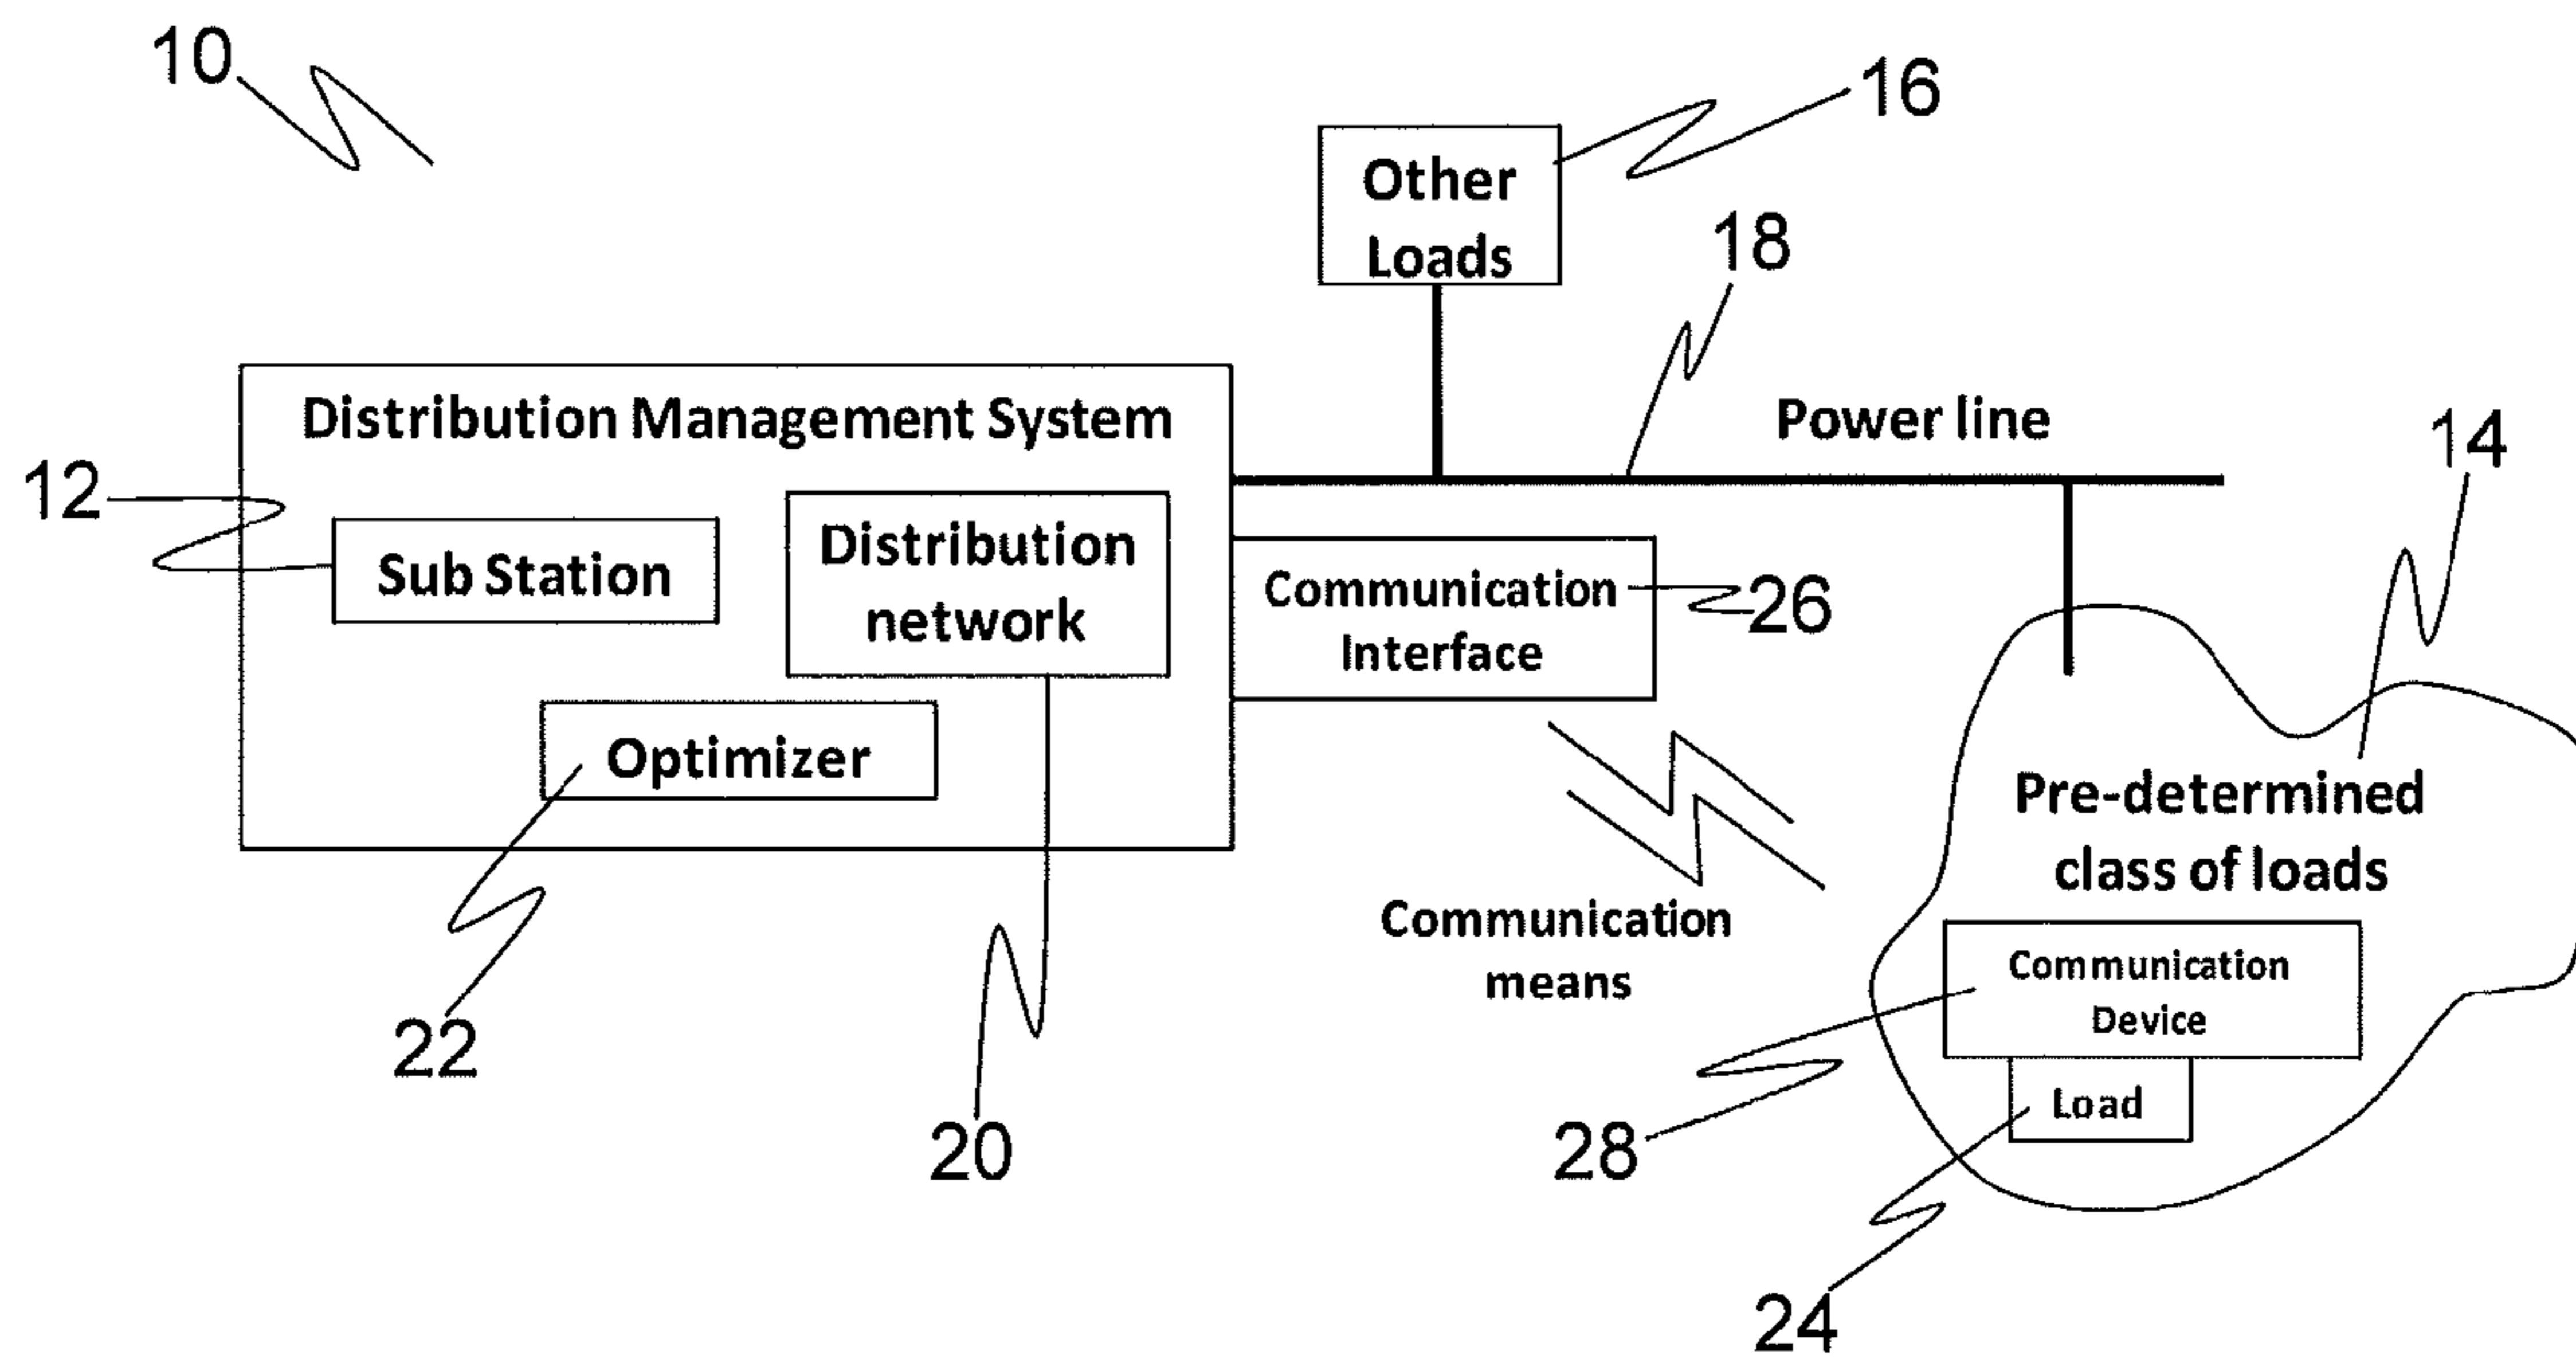 10
16
Other
Loads
18
Distribution Management System
Power line
14
12
Sub Station
Distribution
network
Communication
Interface
26
Optimizer
Pre-determined
class of loads
Communication
means
Communication
Device
22
Load
20
28
24